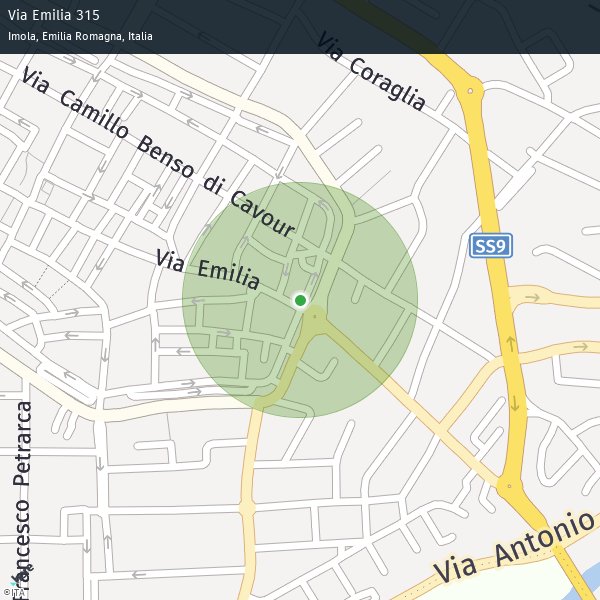 Via Emilia 315
Imola, Emilia Romagna, Italia
Via Coraglia
Via Camillo Benso di Cavour
Via Emilia
SS9
Francesco Petrarca
Via Antonio